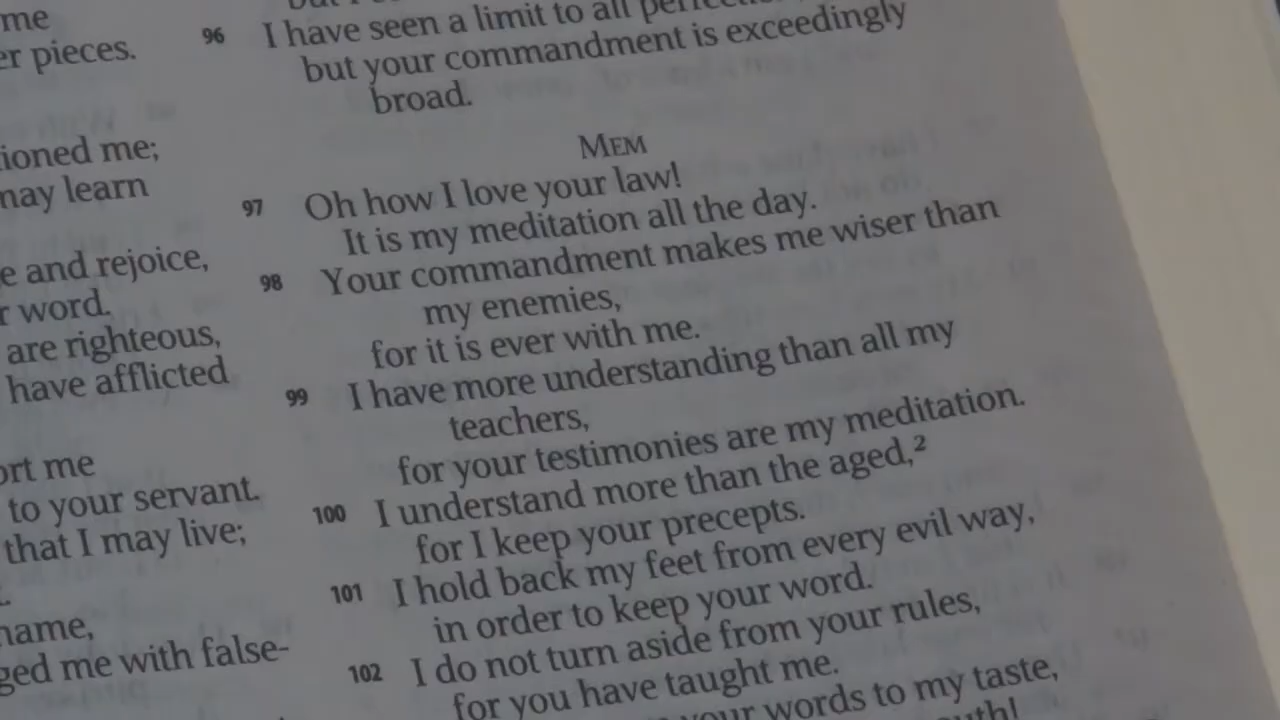 me
er pieces.
ioned me;
may learn
e and rejoice,
r word.
are righteous,
have afflicted
ort me
to your servant.
that I may live;
name,
ged me with false-
96 I have seen a limit to all
but your commandment is exceedingly
broad.
MEM
97 Oh how I love your law!
It is my meditation all the day.
98 Your commandment makes me wiser than
my enemies,
for it is ever with me.
99 I have more understanding than all my
teachers,
for your testimonies are my meditation.
100 I understand more than the aged,²
for I keep your precepts.
101 I hold back my feet from every evil way,
in order to keep your word.
102 I do not turn aside from your rules,
for you have taught me.
your words to my taste,